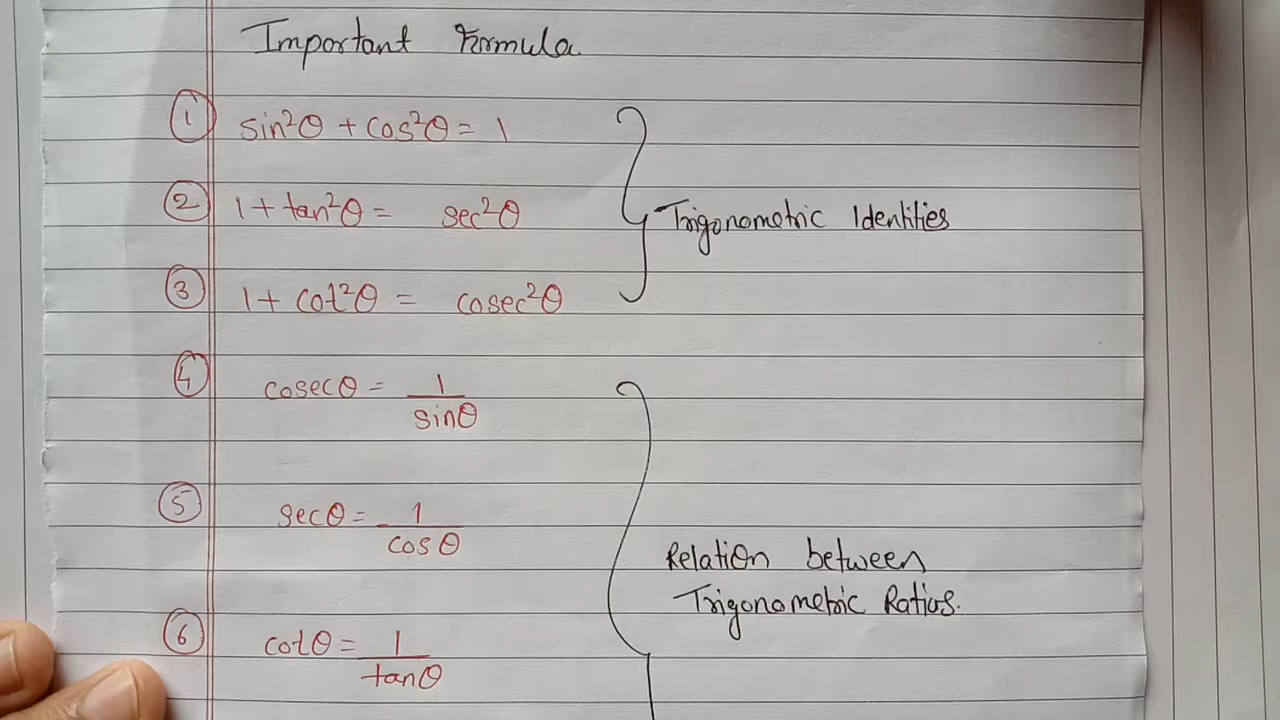 Important Formula
① sin²θ + cos²θ = 1
② 1 + tan²θ = sec²θ
Trigonometric Identities
③ 1 + cot²θ = cosec²θ
④ cosecθ = 1/sinθ
⑤ secθ = 1/cosθ
Relation between
Trigonometric Ratios.
⑥ cotθ = 1/tanθ